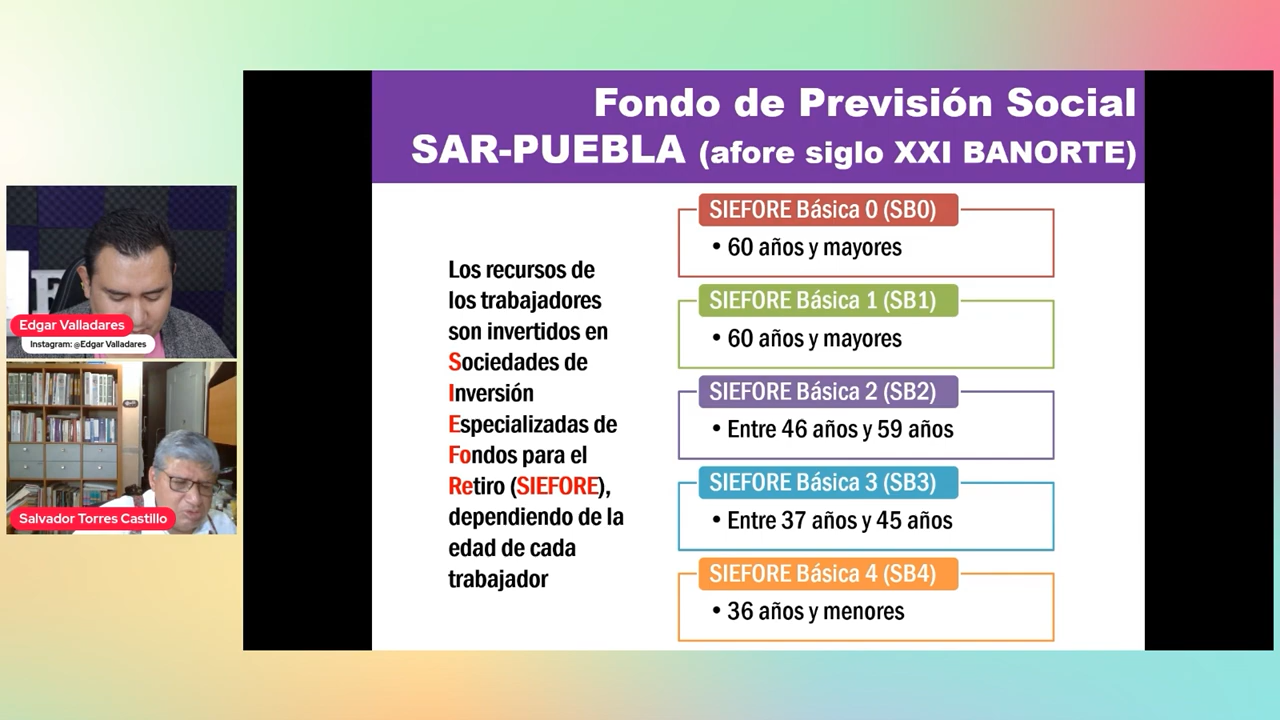 Fondo de Previsión Social
SAR-PUEBLA (afore siglo XXI BANORTE)
Los recursos de
los trabajadores
son invertidos en
Sociedades de
Inversión
Especializadas de
Fondos para el
Retiro (SIEFORE),
dependiendo de la
edad de cada
trabajador
SIEFORE Básica 0 (SB0)
• 60 años y mayores
SIEFORE Básica 1 (SB1)
• 60 años y mayores
SIEFORE Básica 2 (SB2)
• Entre 46 años y 59 años
SIEFORE Básica 3 (SB3)
• Entre 37 años y 45 años
SIEFORE Básica 4 (SB4)
• 36 años y menores
Edgar Valladares
Instagram: @Edgar Valladares
Salvador Torres Castillo